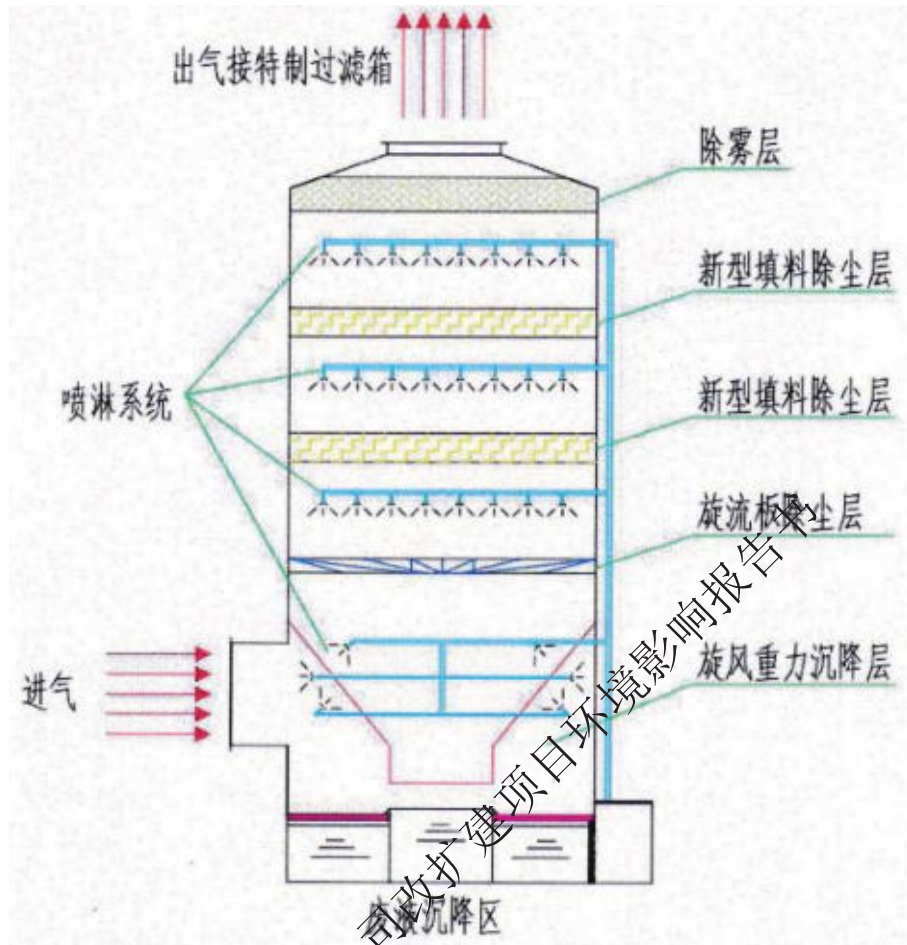 出气接特制过滤箱
除雾层
新型填料除尘层
喷淋系统
新型填料除尘层
旋流板除尘层
进气
旋风重力沉降层
废液沉降区
司改扩建项目环境影响报告书